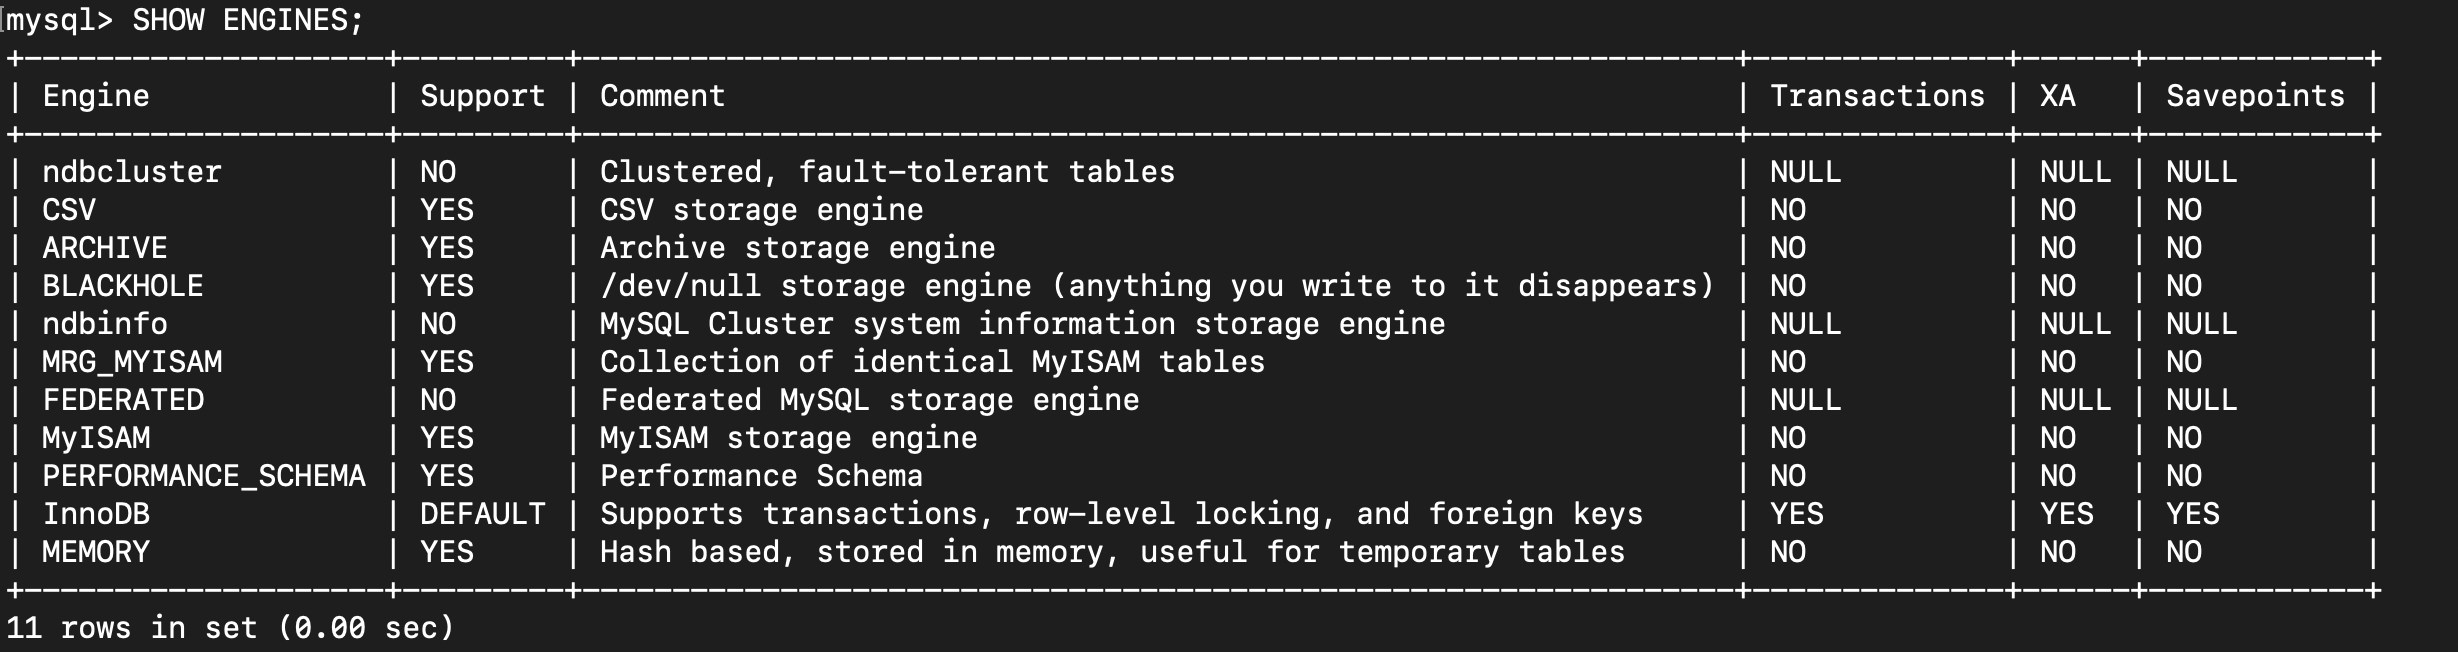 mysql> SHOW ENGINES;
+--------------------+---------+----------------------------------------------------------------+--------------+------+------------+
| Engine             | Support | Comment                                                        | Transactions | XA   | Savepoints |
+--------------------+---------+----------------------------------------------------------------+--------------+------+------------+
| ndbcluster         | NO      | Clustered, fault-tolerant tables                               | NULL         | NULL | NULL       |
| CSV                | YES     | CSV storage engine                                             | NO           | NO   | NO         |
| ARCHIVE            | YES     | Archive storage engine                                         | NO           | NO   | NO         |
| BLACKHOLE          | YES     | /dev/null storage engine (anything you write to it disappears) | NO           | NO   | NO         |
| ndbinfo            | NO      | MySQL Cluster system information storage engine                | NULL         | NULL | NULL       |
| MRG_MYISAM         | YES     | Collection of identical MyISAM tables                          | NO           | NO   | NO         |
| FEDERATED          | NO      | Federated MySQL storage engine                                 | NULL         | NULL | NULL       |
| MyISAM             | YES     | MyISAM storage engine                                          | NO           | NO   | NO         |
| PERFORMANCE_SCHEMA | YES     | Performance Schema                                             | NO           | NO   | NO         |
| InnoDB             | DEFAULT | Supports transactions, row-level locking, and foreign keys     | YES          | YES  | YES        |
| MEMORY             | YES     | Hash based, stored in memory, useful for temporary tables      | NO           | NO   | NO         |
+--------------------+---------+----------------------------------------------------------------+--------------+------+------------+
11 rows in set (0.00 sec)